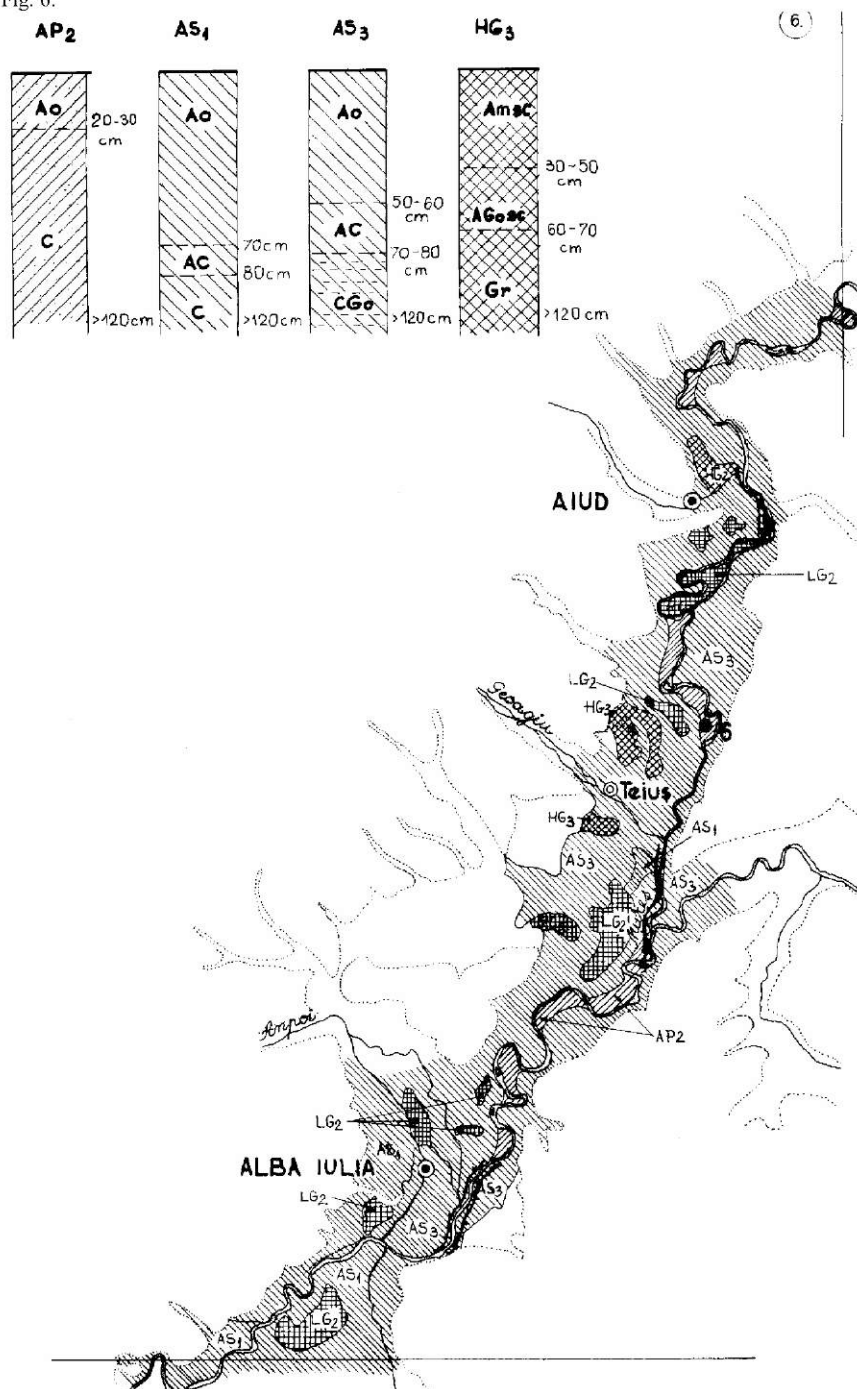 Fig. 6.
6.
AP2 AS1 AS3 HG3
Ao Ao Ao Amsc
20-30
cm
30-50
cm
50-60
cm
C 70cm AC AGosc 60-70
cm
AC 70-80
cm
80cm
Gr
C CGo
>120cm >120cm >120cm >120cm
G2
AIUD
LG2
AS3
LG2
Geoagiu
HG3
Teiuș
HG3
AS1
AS3
AS3
LG2
Ampoi
AP2
LG2
AS1
ALBA IULIA
AS3
LG2
AS3
AS1
LG2
AS1